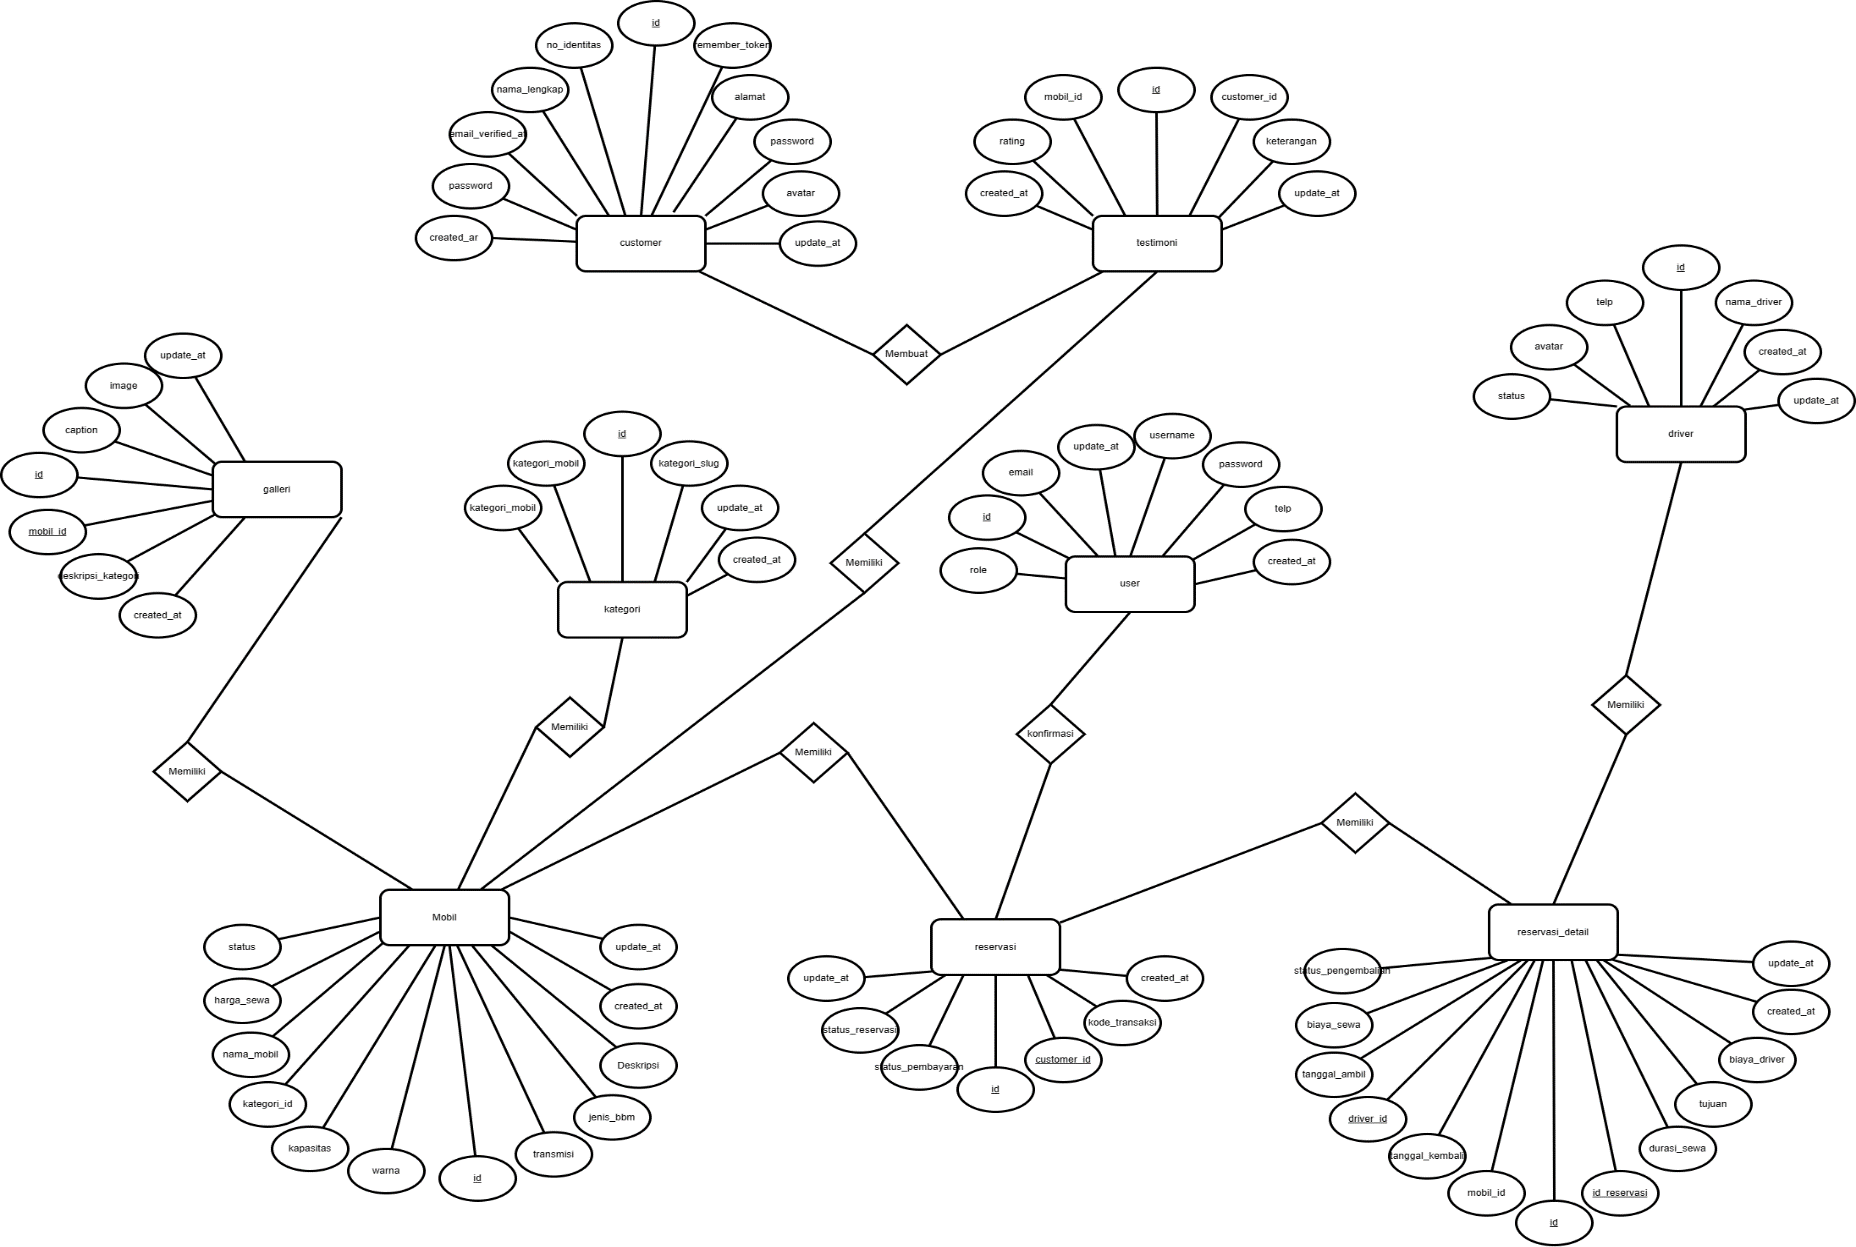 id
no_identitas
remember_token
nama_lengkap
alamat
email_verified_at
password
password
avatar
created_ar
update_at
customer
mobil_id
id
customer_id
rating
keterangan
created_at
update_at
testimoni
Membuat
id
telp
nama_driver
avatar
created_at
status
update_at
driver
update_at
image
caption
id
mobil_id
deskripsi_kategori
created_at
galleri
id
kategori_mobil
kategori_slug
kategori_mobil
update_at
created_at
kategori
Memiliki
username
update_at
email
password
id
telp
role
created_at
user
Memiliki
Memiliki
Memiliki
Memiliki
konfirmasi
Memiliki
Mobil
status
update_at
harga_sewa
created_at
nama_mobil
Deskripsi
kategori_id
jenis_bbm
kapasitas
transmisi
warna
id
reservasi
update_at
created_at
status_reservasi
kode_transaksi
status_pembayaran
customer_id
id
Memiliki
reservasi_detail
status_pengembalian
update_at
biaya_sewa
created_at
tanggal_ambil
biaya_driver
driver_id
tujuan
tanggal_kembali
durasi_sewa
mobil_id
id_reservasi
id